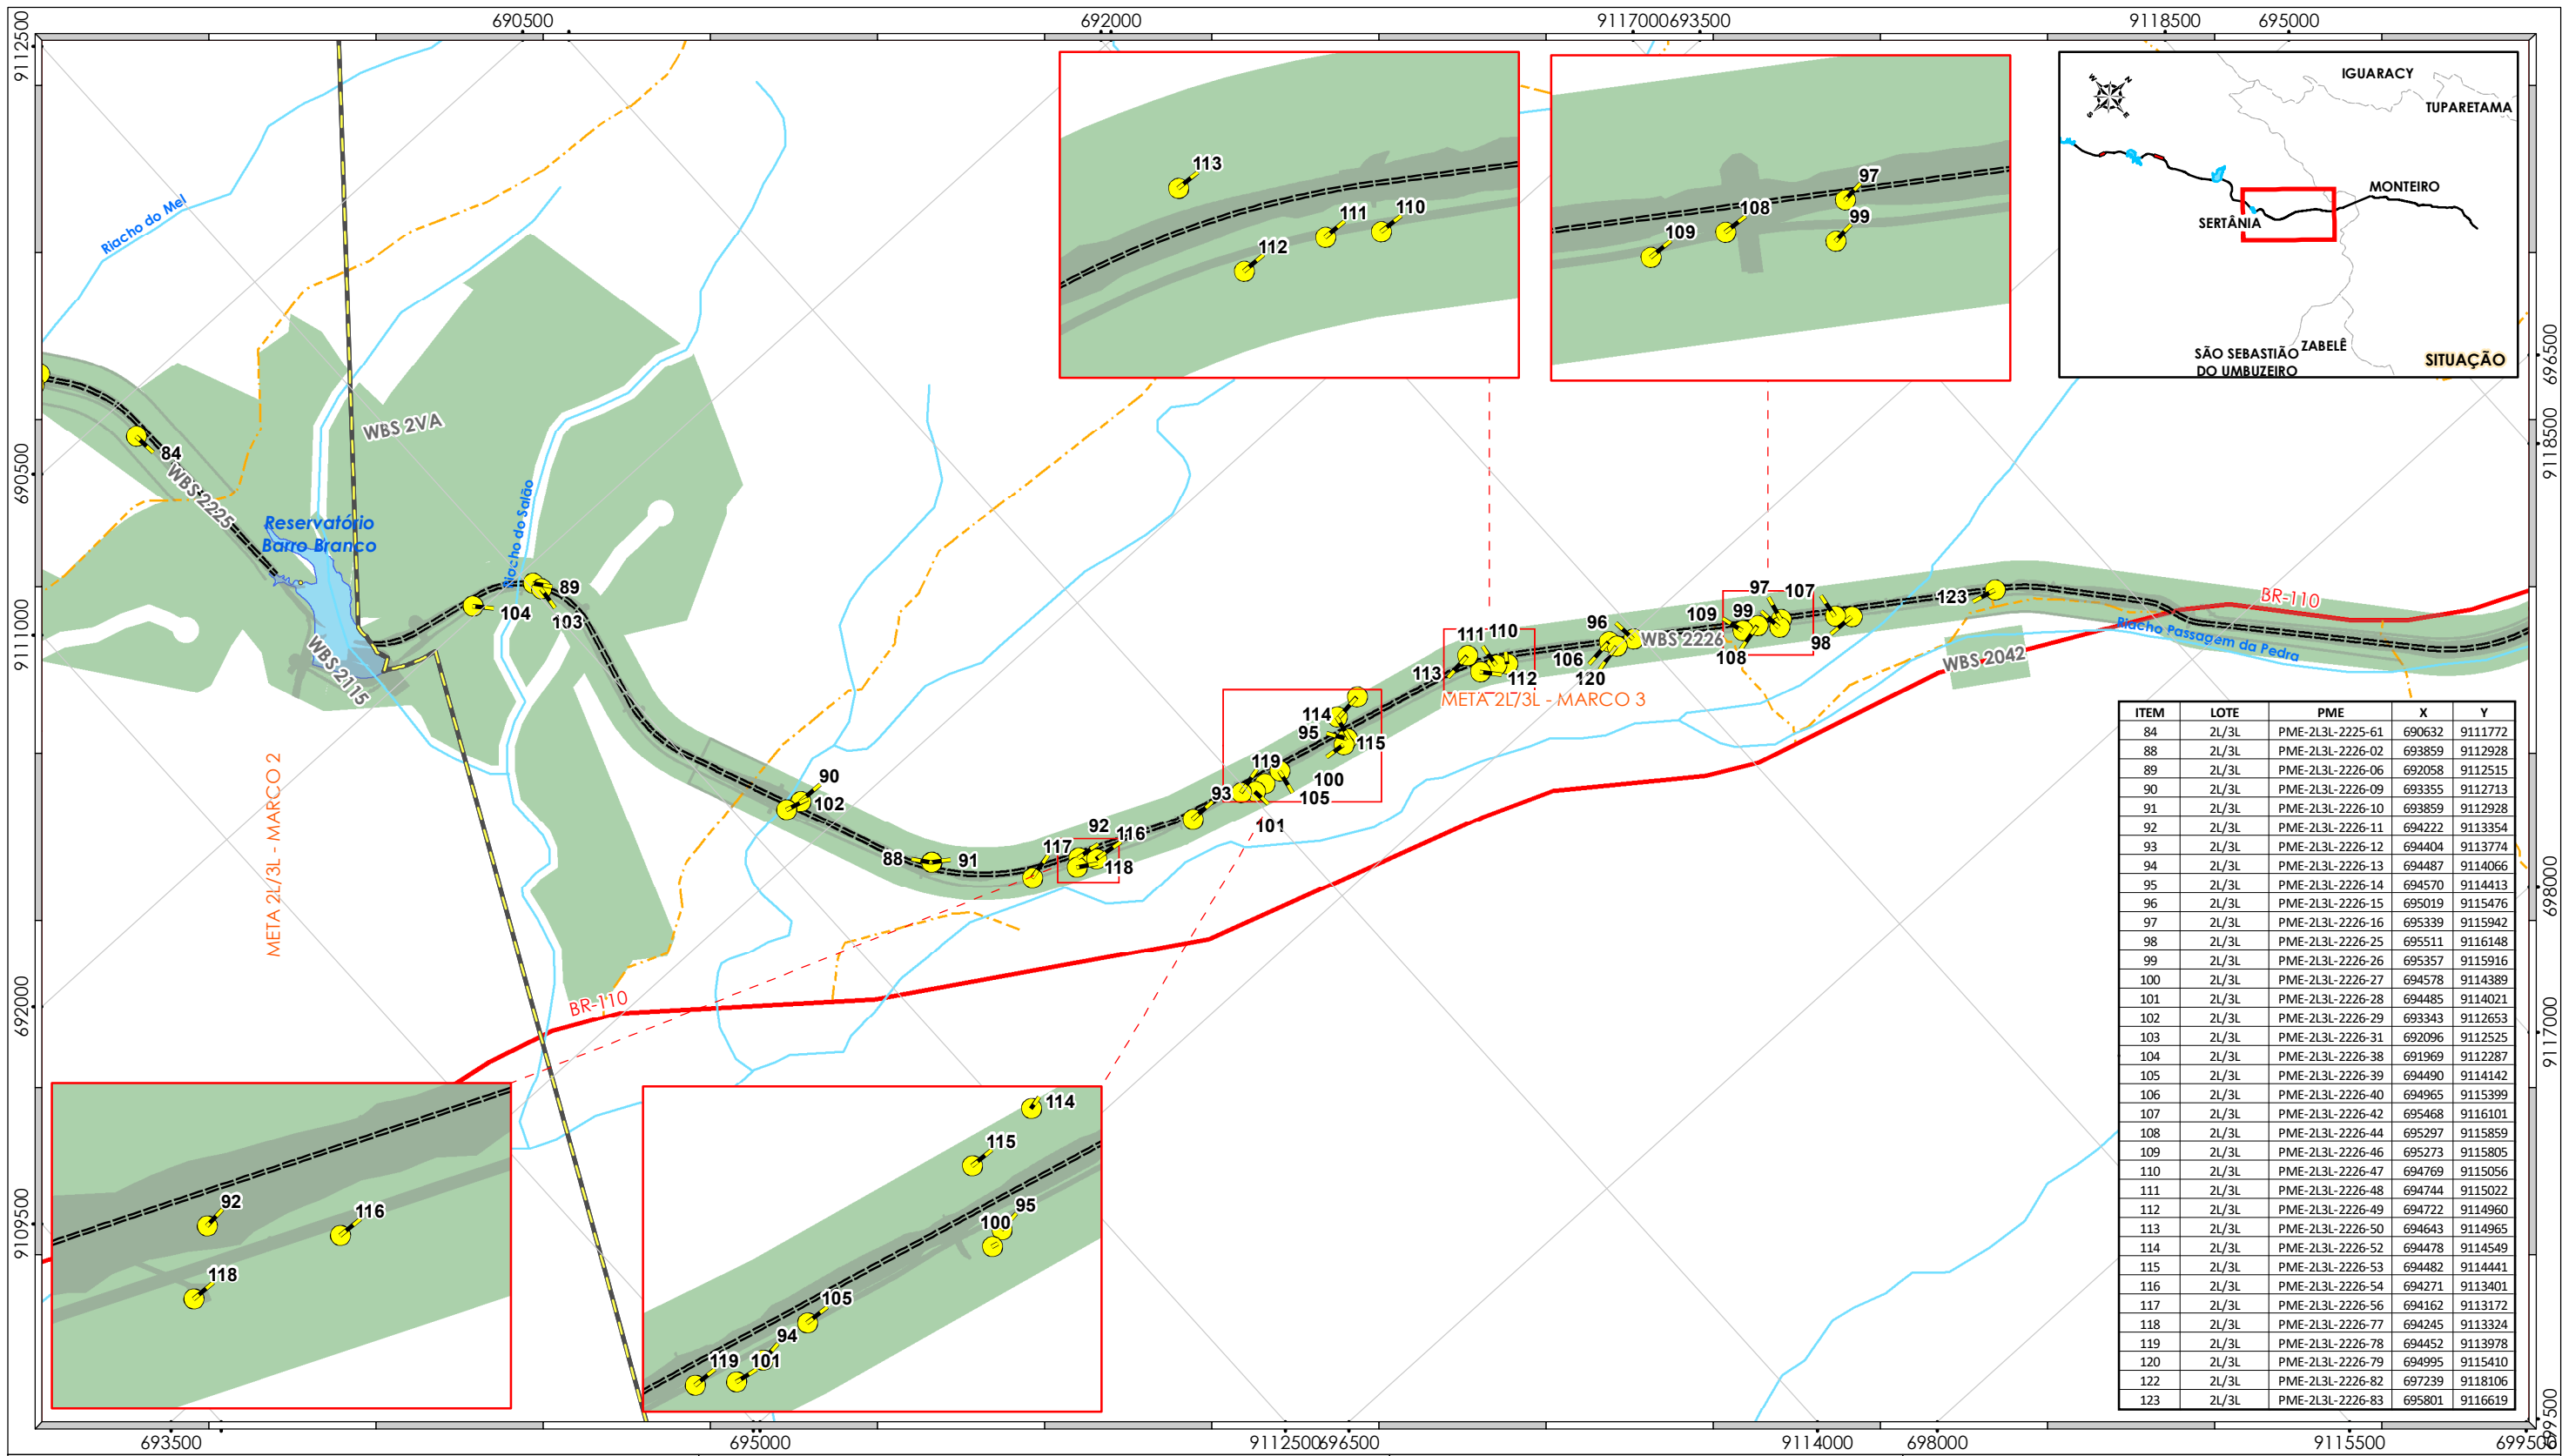 690500 692000 9117000693500 9118500 695000
9112500
690500
9111000
692000
9109500
696500
9118500
698000
9117000
693500 695000 9112500696500 9114000 698000 9115500 699500
Riacho do Mel
WBS 2VA
84
WBS 2225
Reservatório
Barro Branco
Riacho do Salão
WBS 2115
104
89
103
META 2L/3L - MARCO 2
BR-110
90
102
88
91
117
92
116
118
93
119
101
105
100
114
95
115
113
111
110
112
META 2L/3L - MARCO 3
96
106
120
WBS 2226
109
99
97
107
108
98
123
WBS 2042
BR-110
Riacho Passagem da Pedra
113
111
110
112
97
108
99
109
N
E
S
W
IGUARACY
TUPARETAMA
MONTEIRO
SERTÂNIA
SÃO SEBASTIÃO
DO UMBUZEIRO
ZABELÊ
SITUAÇÃO
92
116
118
114
115
95
100
105
94
119
101
ITEM LOTE PME X Y
84 2L/3L PME-2L3L-2225-61 690632 9111772
88 2L/3L PME-2L3L-2226-02 693859 9112928
89 2L/3L PME-2L3L-2226-06 692058 9112515
90 2L/3L PME-2L3L-2226-09 693355 9112713
91 2L/3L PME-2L3L-2226-10 693859 9112928
92 2L/3L PME-2L3L-2226-11 694222 9113354
93 2L/3L PME-2L3L-2226-12 694404 9113774
94 2L/3L PME-2L3L-2226-13 694487 9114066
95 2L/3L PME-2L3L-2226-14 694570 9114413
96 2L/3L PME-2L3L-2226-15 695019 9115476
97 2L/3L PME-2L3L-2226-16 695339 9115942
98 2L/3L PME-2L3L-2226-25 695511 9116148
99 2L/3L PME-2L3L-2226-26 695357 9115916
100 2L/3L PME-2L3L-2226-27 694578 9114389
101 2L/3L PME-2L3L-2226-28 694485 9114021
102 2L/3L PME-2L3L-2226-29 693343 9112653
103 2L/3L PME-2L3L-2226-31 692096 9112525
104 2L/3L PME-2L3L-2226-38 691969 9112287
105 2L/3L PME-2L3L-2226-39 694490 9114142
106 2L/3L PME-2L3L-2226-40 694965 9115399
107 2L/3L PME-2L3L-2226-42 695468 9116101
108 2L/3L PME-2L3L-2226-44 695297 9115859
109 2L/3L PME-2L3L-2226-46 695273 9115805
110 2L/3L PME-2L3L-2226-47 694769 9115056
111 2L/3L PME-2L3L-2226-48 694744 9115022
112 2L/3L PME-2L3L-2226-49 694722 9114960
113 2L/3L PME-2L3L-2226-50 694643 9114965
114 2L/3L PME-2L3L-2226-52 694478 9114549
115 2L/3L PME-2L3L-2226-53 694482 9114441
116 2L/3L PME-2L3L-2226-54 694271 9113401
117 2L/3L PME-2L3L-2226-56 694162 9113172
118 2L/3L PME-2L3L-2226-77 694245 9113324
119 2L/3L PME-2L3L-2226-78 694452 9113978
120 2L/3L PME-2L3L-2226-79 694995 9115410
122 2L/3L PME-2L3L-2226-82 697239 9118106
123 2L/3L PME-2L3L-2226-83 695801 9116619